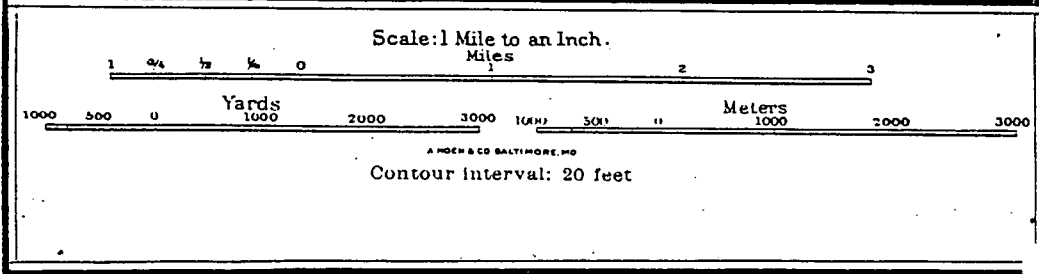 Scale: 1 Mile to an Inch.
Miles
1 3/4 1/2 1/4 0 1 2 3
Yards Meters
1000 500 0 1000 2000 3000 1000 500 0 1000 2000 3000
A HOEN & CO BALTIMORE, MD
Contour interval: 20 feet